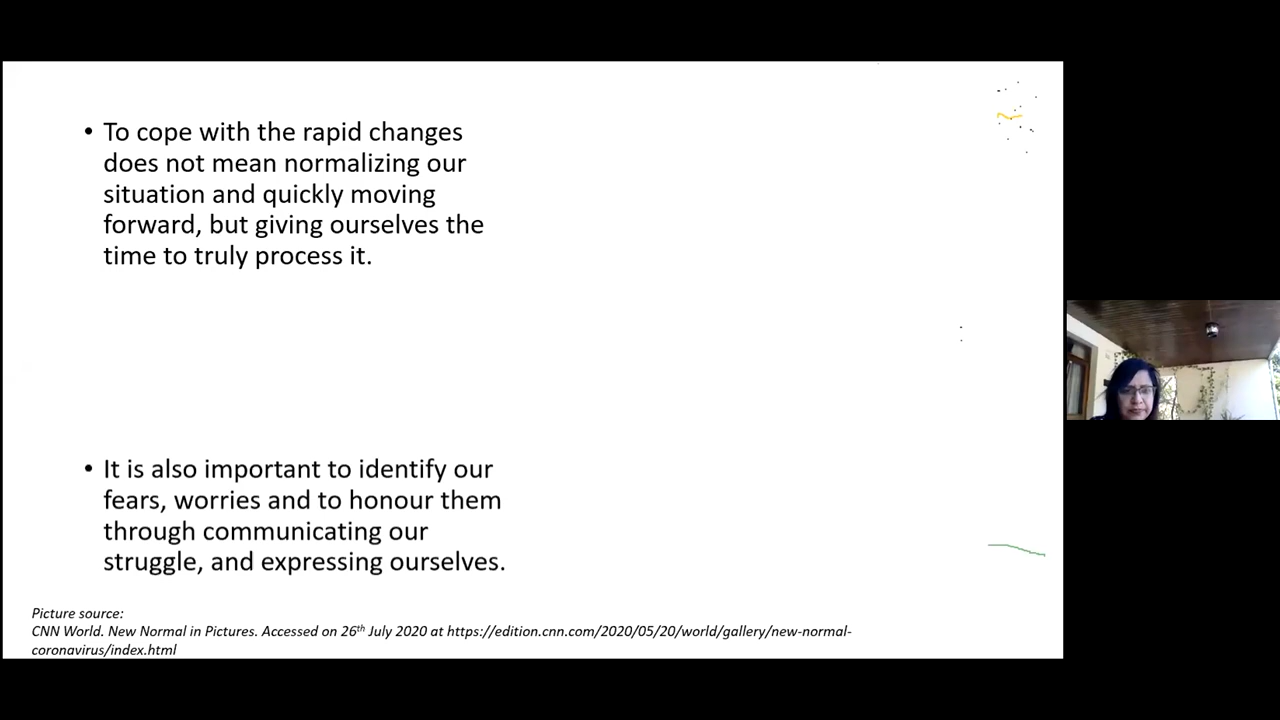 • To cope with the rapid changes
does not mean normalizing our
situation and quickly moving
forward, but giving ourselves the
time to truly process it.
• It is also important to identify our
fears, worries and to honour them
through communicating our
struggle, and expressing ourselves.
Picture source:
CNN World. New Normal in Pictures. Accessed on 26th July 2020 at https://edition.cnn.com/2020/05/20/world/gallery/new-normal-
coronavirus/index.html